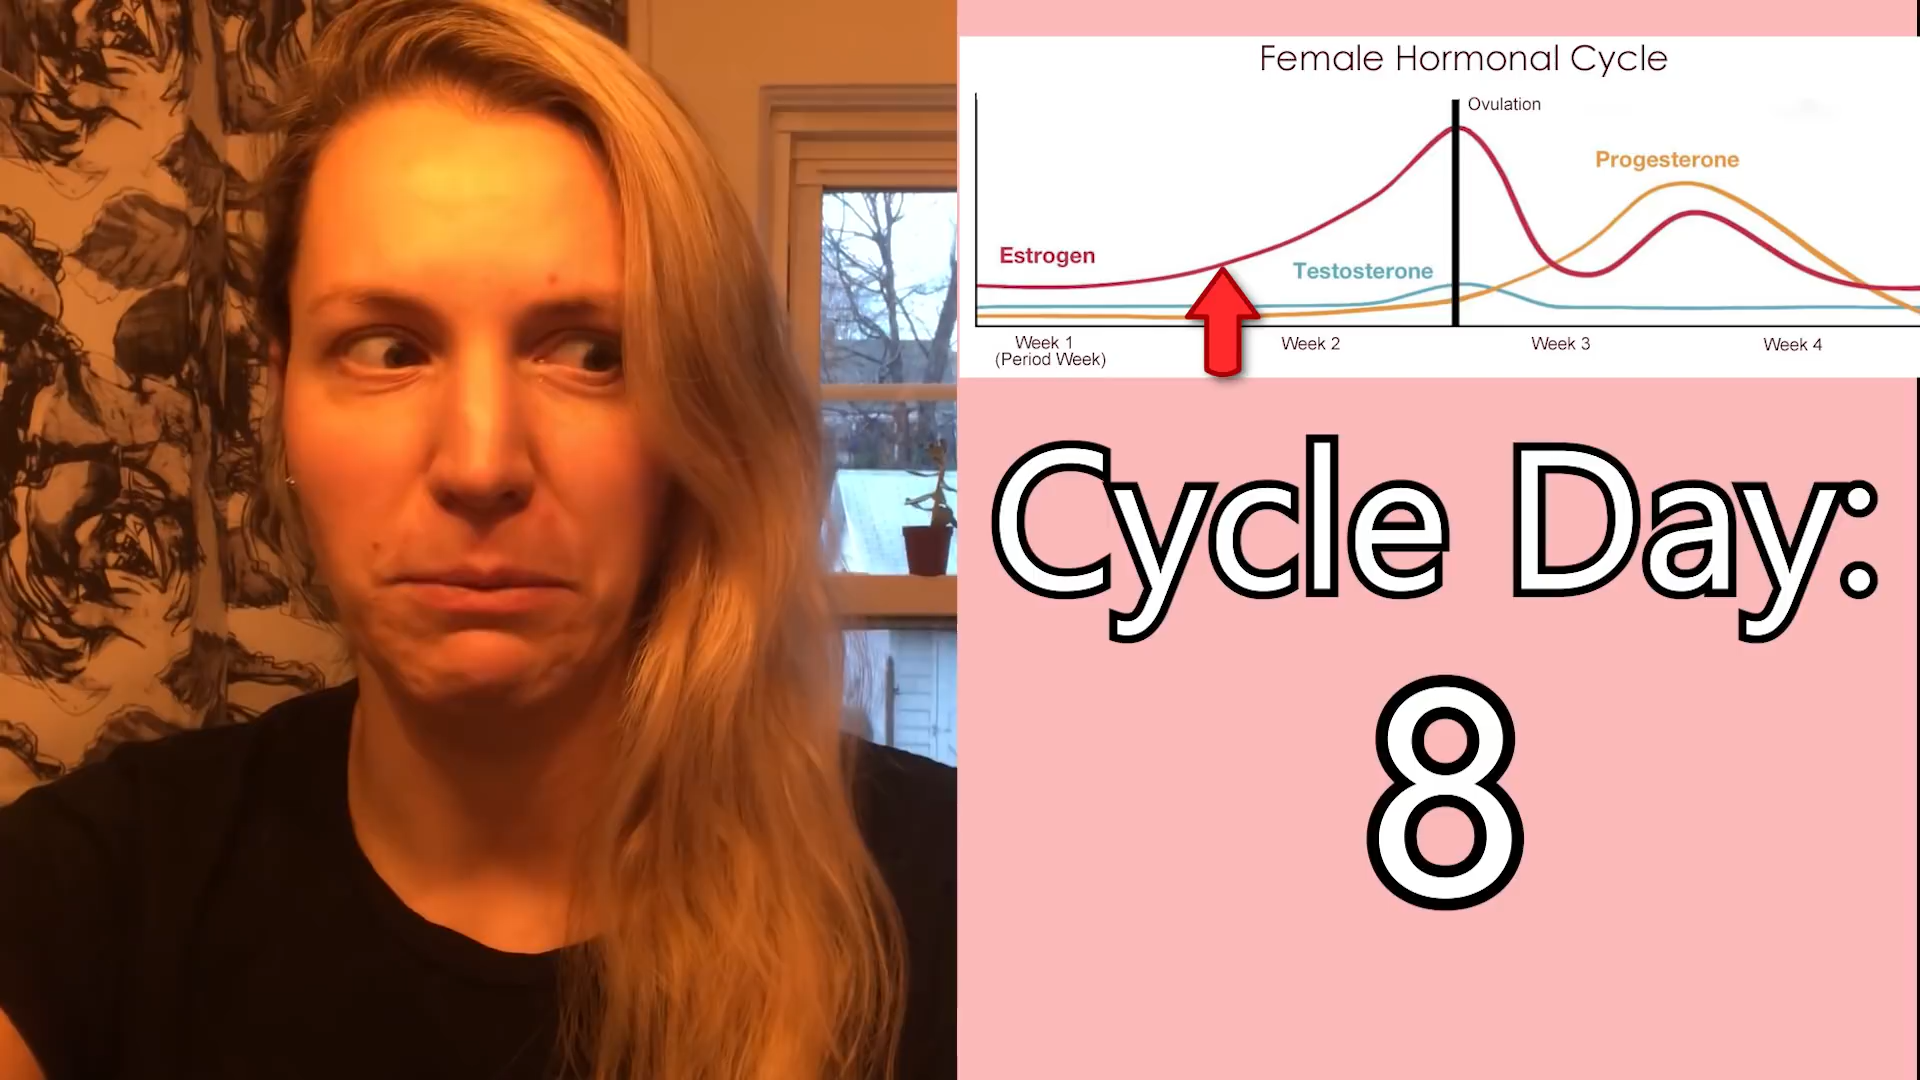 Female Hormonal Cycle
Ovulation
Progesterone
Estrogen
Testosterone
Week 1
(Period Week)
Week 2
Week 3
Week 4
Cycle Day:
8